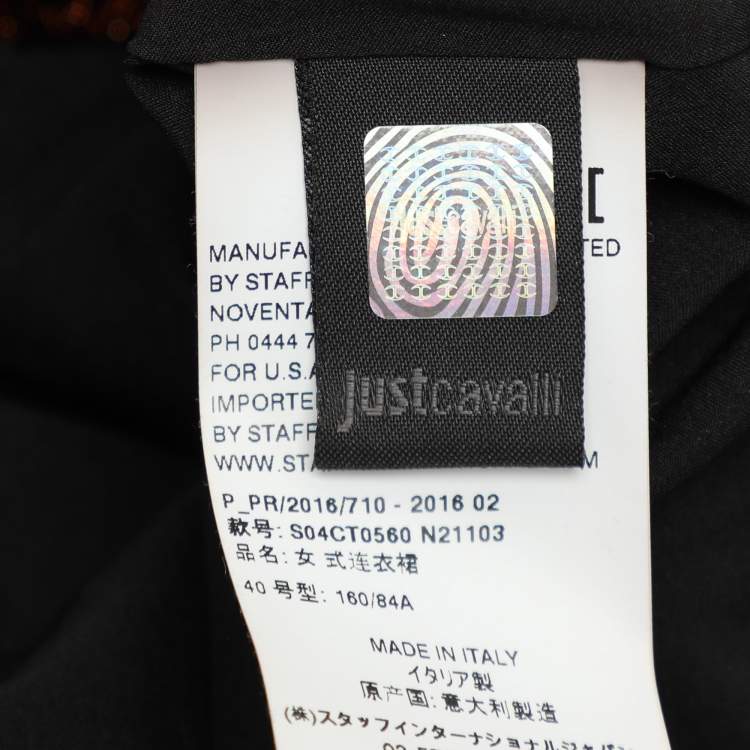 just cavalli
TED
MANUFA
BY STAFF
NOVENTA
PH 0444 7
FOR U.S.A
IMPORTE
BY STAFF
WWW.STA M
justcavalli
P_PR/2016/710 - 2016 02
款号: S04CT0560 N21103
品名: 女 式连衣裙
40 号型: 160/84A
MADE IN ITALY
イタリア製
原产国: 意大利製造
(株)スタッフインターナショナルジャパン